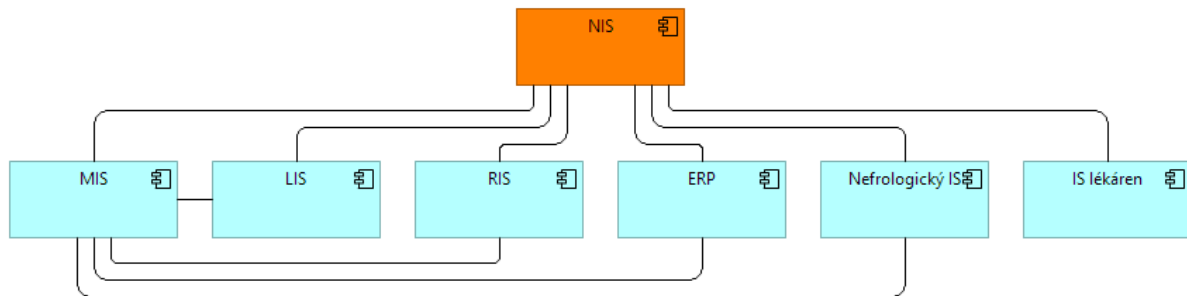 NIS
MIS
LIS
RIS
ERP
Nefrologický IS
IS lékáren